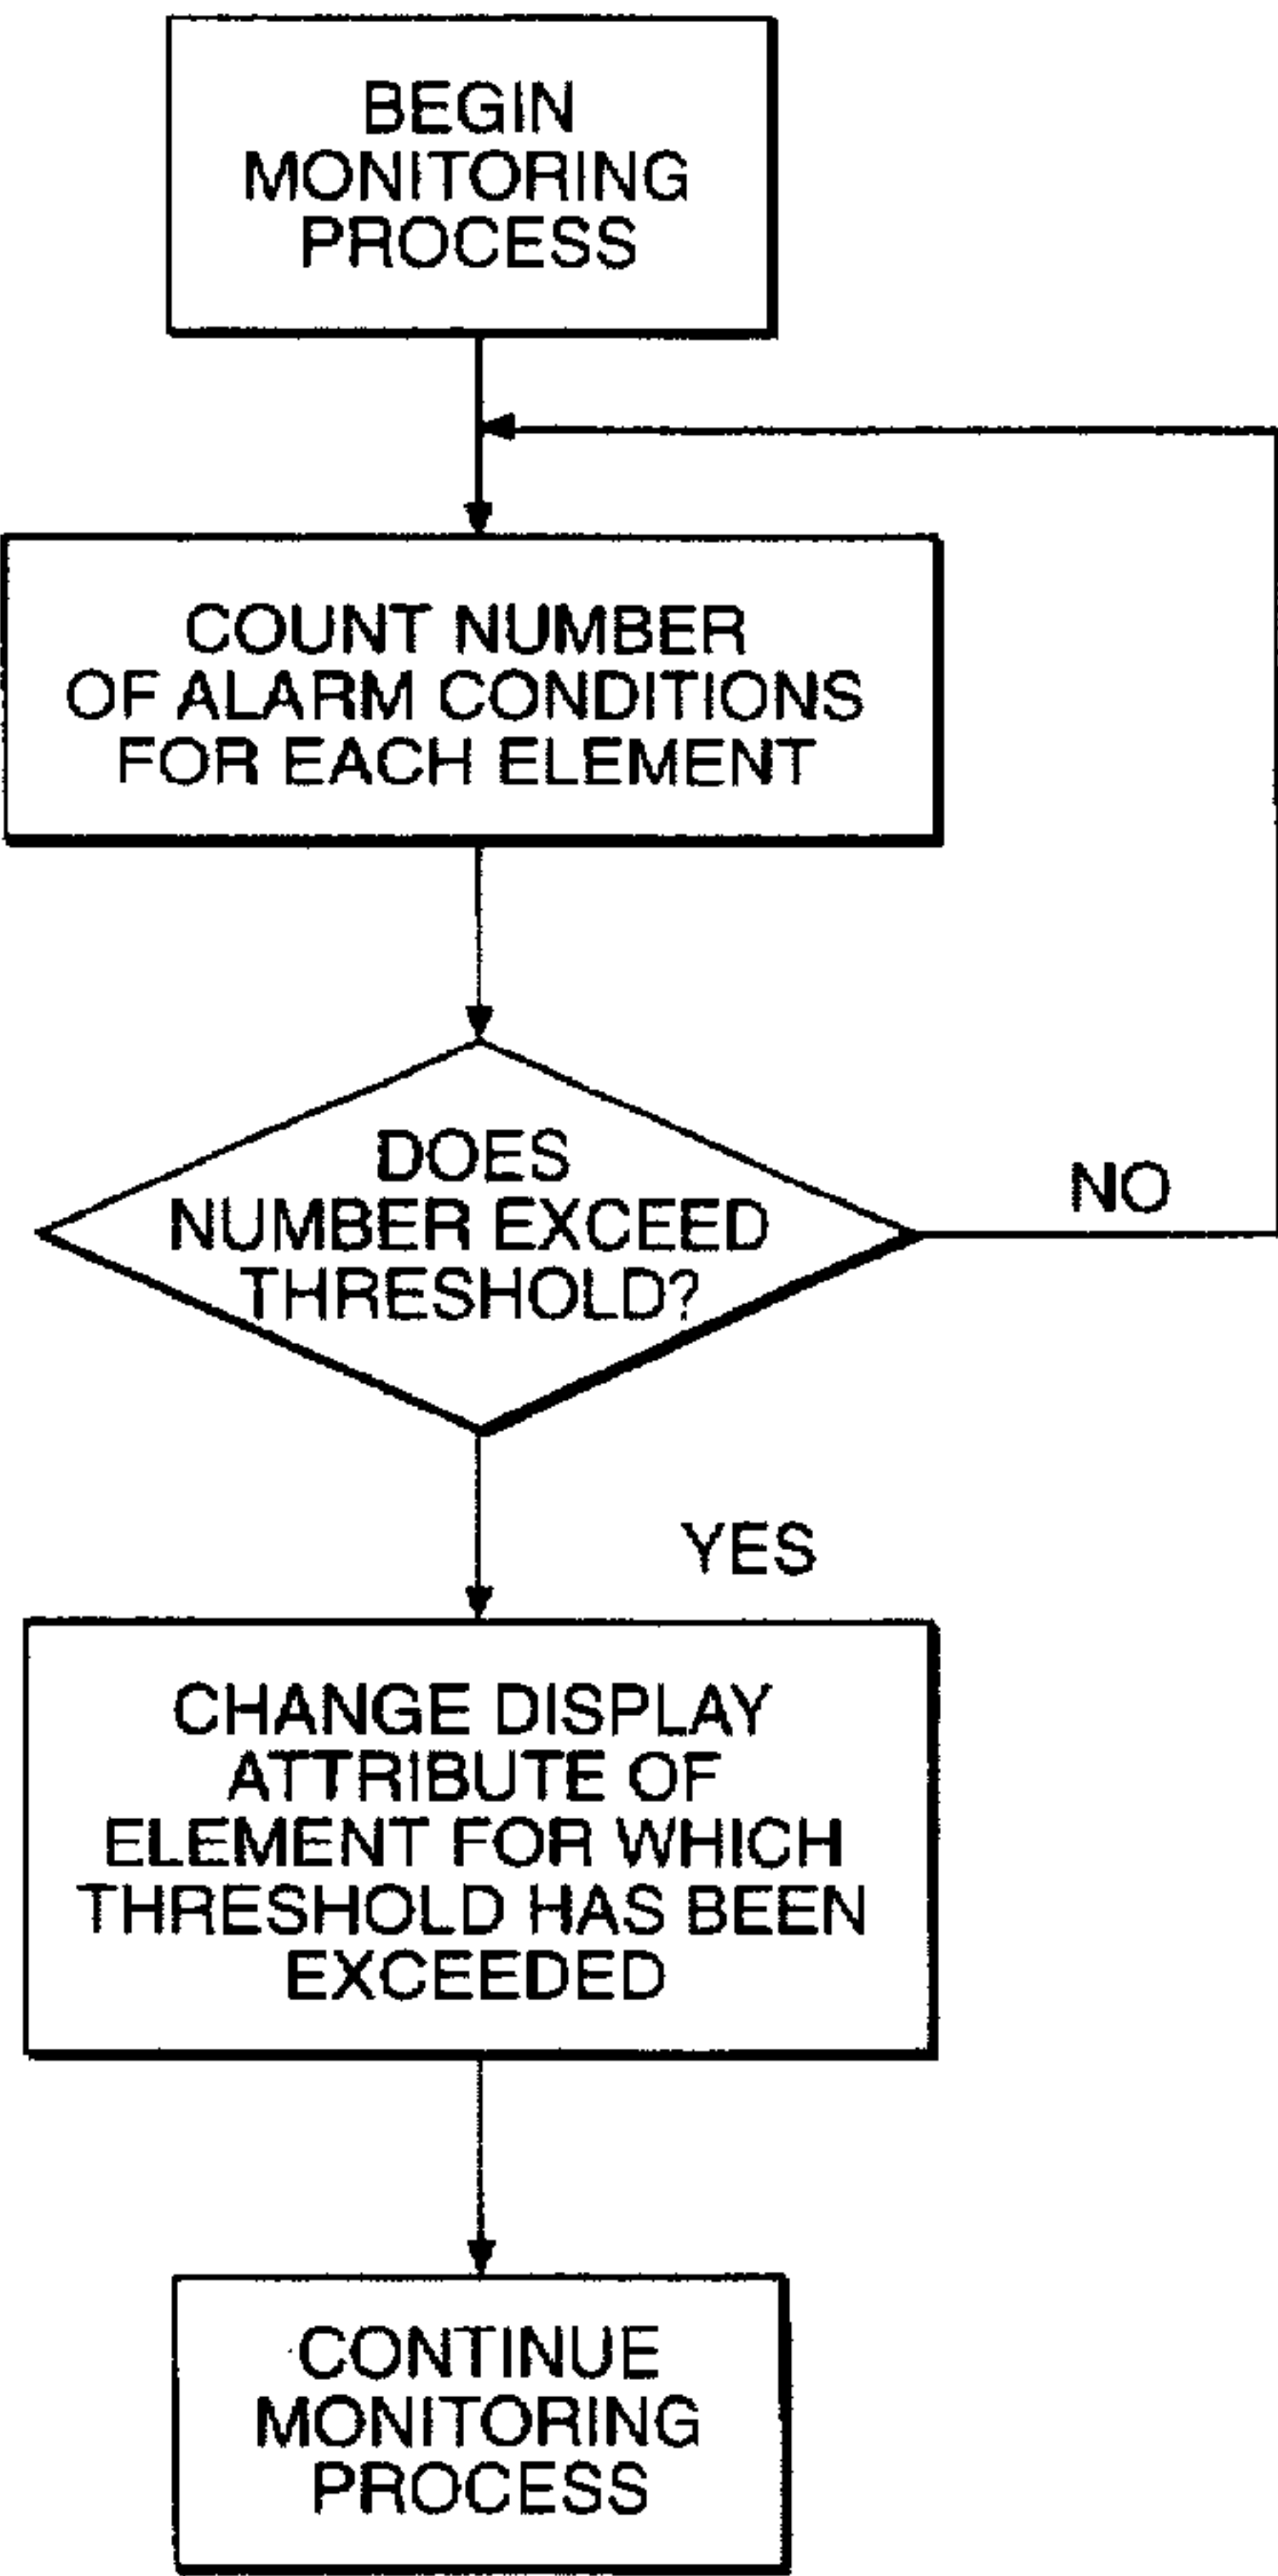 BEGIN
MONITORING
PROCESS
COUNT NUMBER
OF ALARM CONDITIONS
FOR EACH ELEMENT
DOES
NUMBER EXCEED
THRESHOLD?
NO
YES
CHANGE DISPLAY
ATTRIBUTE OF
ELEMENT FOR WHICH
THRESHOLD HAS BEEN
EXCEEDED
CONTINUE
MONITORING
PROCESS